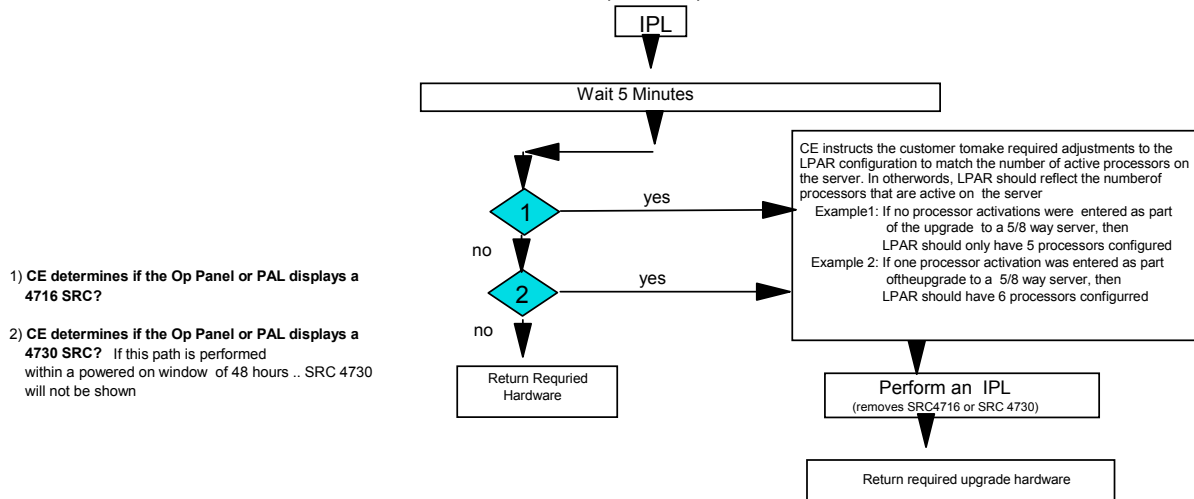 IPL
Wait 5 Minutes
CE instructs the customer tomake required adjustments to the
LPAR configuration to match the number of active processors on
the server. In otherwords, LPAR should reflect the numberof
processors that are active on the server
Example1: If no processor activations were entered as part
of the upgrade to a 5/8 way server, then
LPAR should only have 5 processors configured
Example 2: If one processor activation was entered as part
oftheupgrade to a 5/8 way server, then
LPAR should have 6 processors configurred
1
yes
no
2
yes
no
1) CE determines if the Op Panel or PAL displays a
4716 SRC?
2) CE determines if the Op Panel or PAL displays a
4730 SRC? If this path is performed
within a powered on window of 48 hours .. SRC 4730
will not be shown
Return Requried
Hardware
Perform an IPL
(removes SRC4716 or SRC 4730)
Return required upgrade hardware